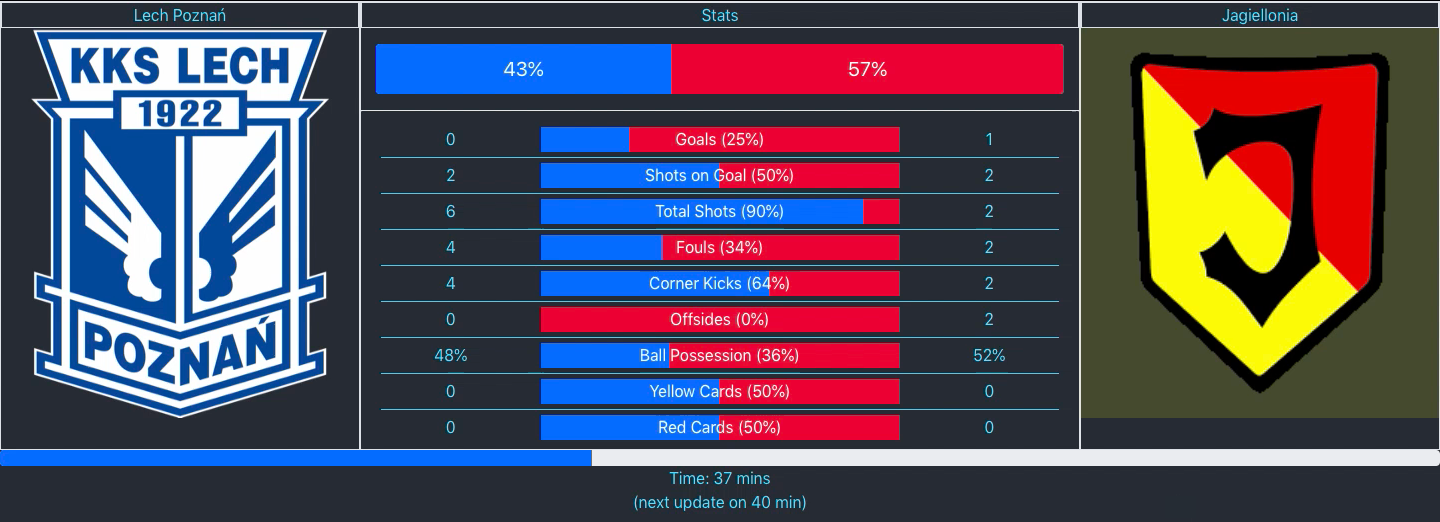 Lech Poznań Stats Jagiellonia
KKS LECH
1922
POZNAŃ
43% 57%
0 Goals (25%) 1
2 Shots on Goal (50%) 2
6 Total Shots (90%) 2
4 Fouls (34%) 2
4 Corner Kicks (64%) 2
0 Offsides (0%) 2
48% Ball Possession (36%) 52%
0 Yellow Cards (50%) 0
0 Red Cards (50%) 0
Time: 37 mins
(next update on 40 min)